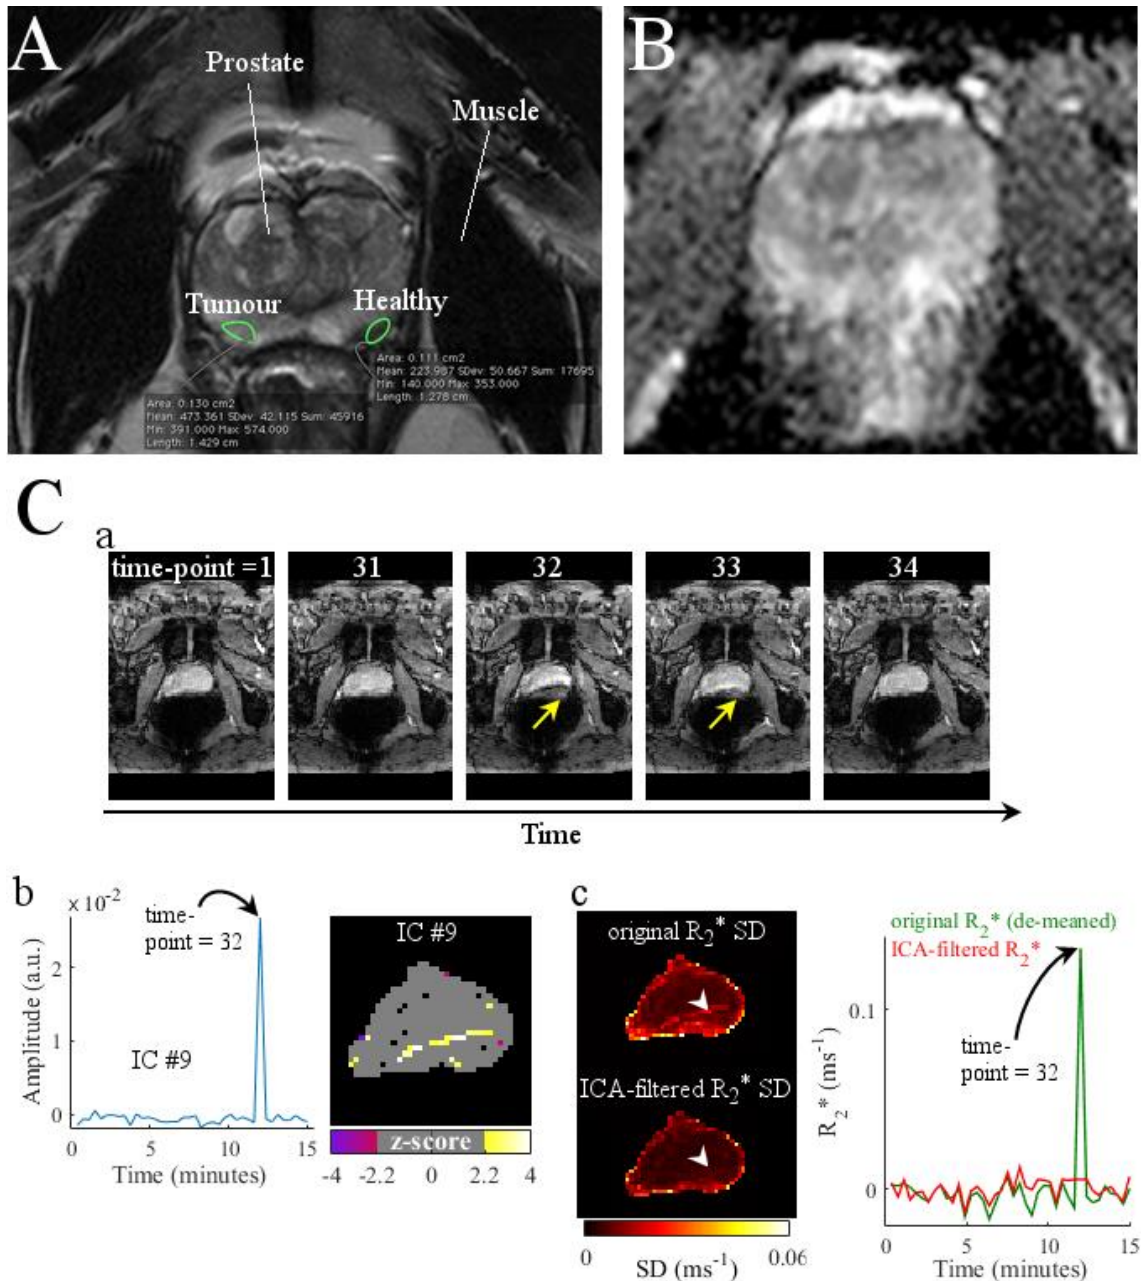 A
Prostate
Muscle
Tumour
Healthy
Area: 0.111 cm2
Mean: 223.987 SDev: 50.667 Sum: 17695
Min: 140.000 Max: 353.000
Length: 1.278 cm
Area: 0.130 cm2
Mean: 473.361 SDev: 42.115 Sum: 45916
Min: 391.000 Max: 574.000
Length: 1.429 cm
B
C
a
time-point =1 31 32 33 34
Time
b
× 10⁻²
time-
point = 32
2
1
0
Amplitude (a.u.)
IC #9
0 5 10 15
Time (minutes)
IC #9
z-score
-4 -2.2 0 2.2 4
c
original R₂* SD
ICA-filtered R₂* SD
0 0.06
SD (ms⁻¹)
original R₂* (de-meaned)
ICA-filtered R₂*
0.1
0
R₂* (ms⁻¹)
time-
point = 32
0 5 10 15
Time (minutes)